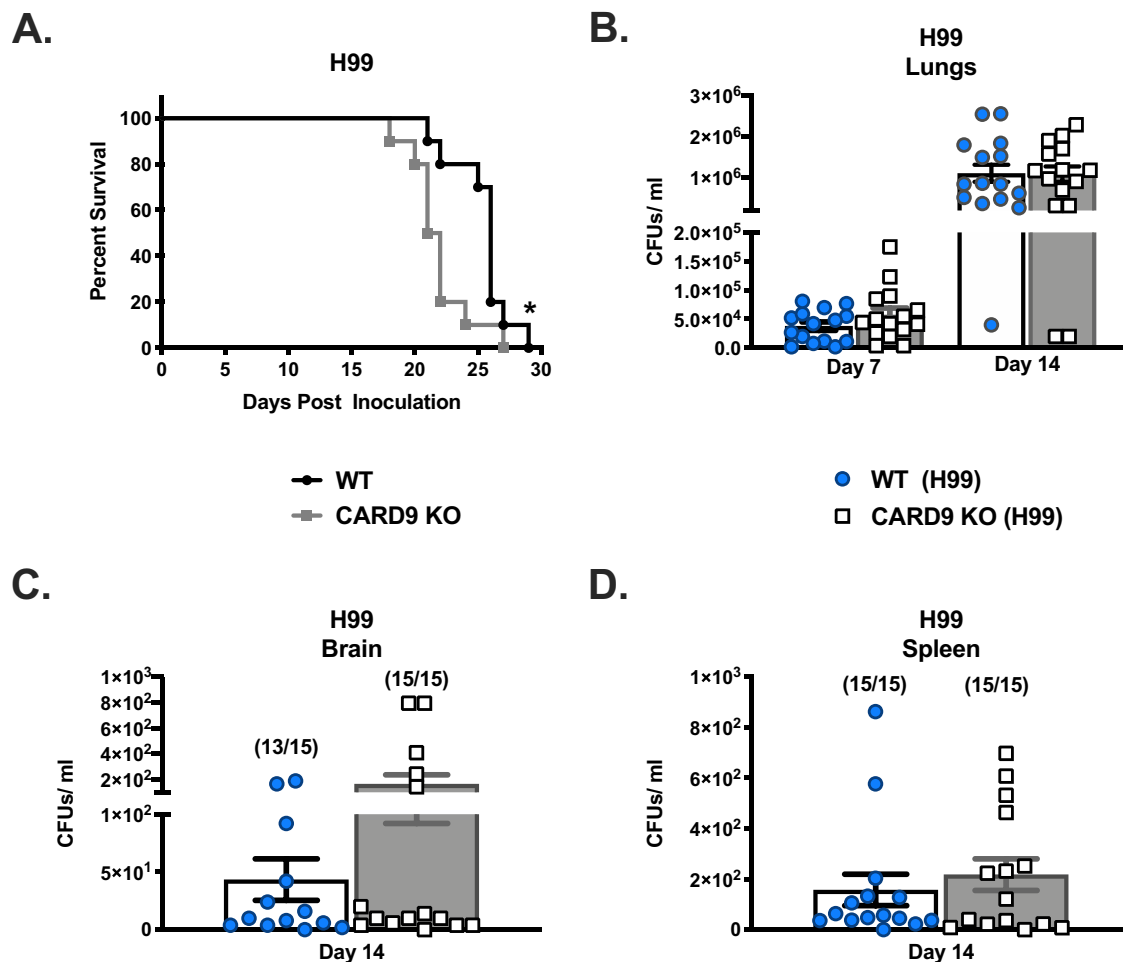 A.
H99
Percent Survival
100
80
60
40
20
0
*
0 5 10 15 20 25 30
Days Post Inoculation
B.
H99
Lungs
CFUs/ ml
3×10⁶
2×10⁶
1×10⁶
2.0×10⁵
1.5×10⁵
1.0×10⁵
5.0×10⁴
0.0
Day 7 Day 14
WT
CARD9 KO
WT (H99)
CARD9 KO (H99)
C.
H99
Brain
CFUs/ ml
1×10³
8×10²
6×10²
4×10²
2×10²
1×10²
5×10¹
0
(13/15)
(15/15)
Day 14
D.
H99
Spleen
CFUs/ ml
1×10³
8×10²
6×10²
4×10²
2×10²
0
(15/15) (15/15)
Day 14